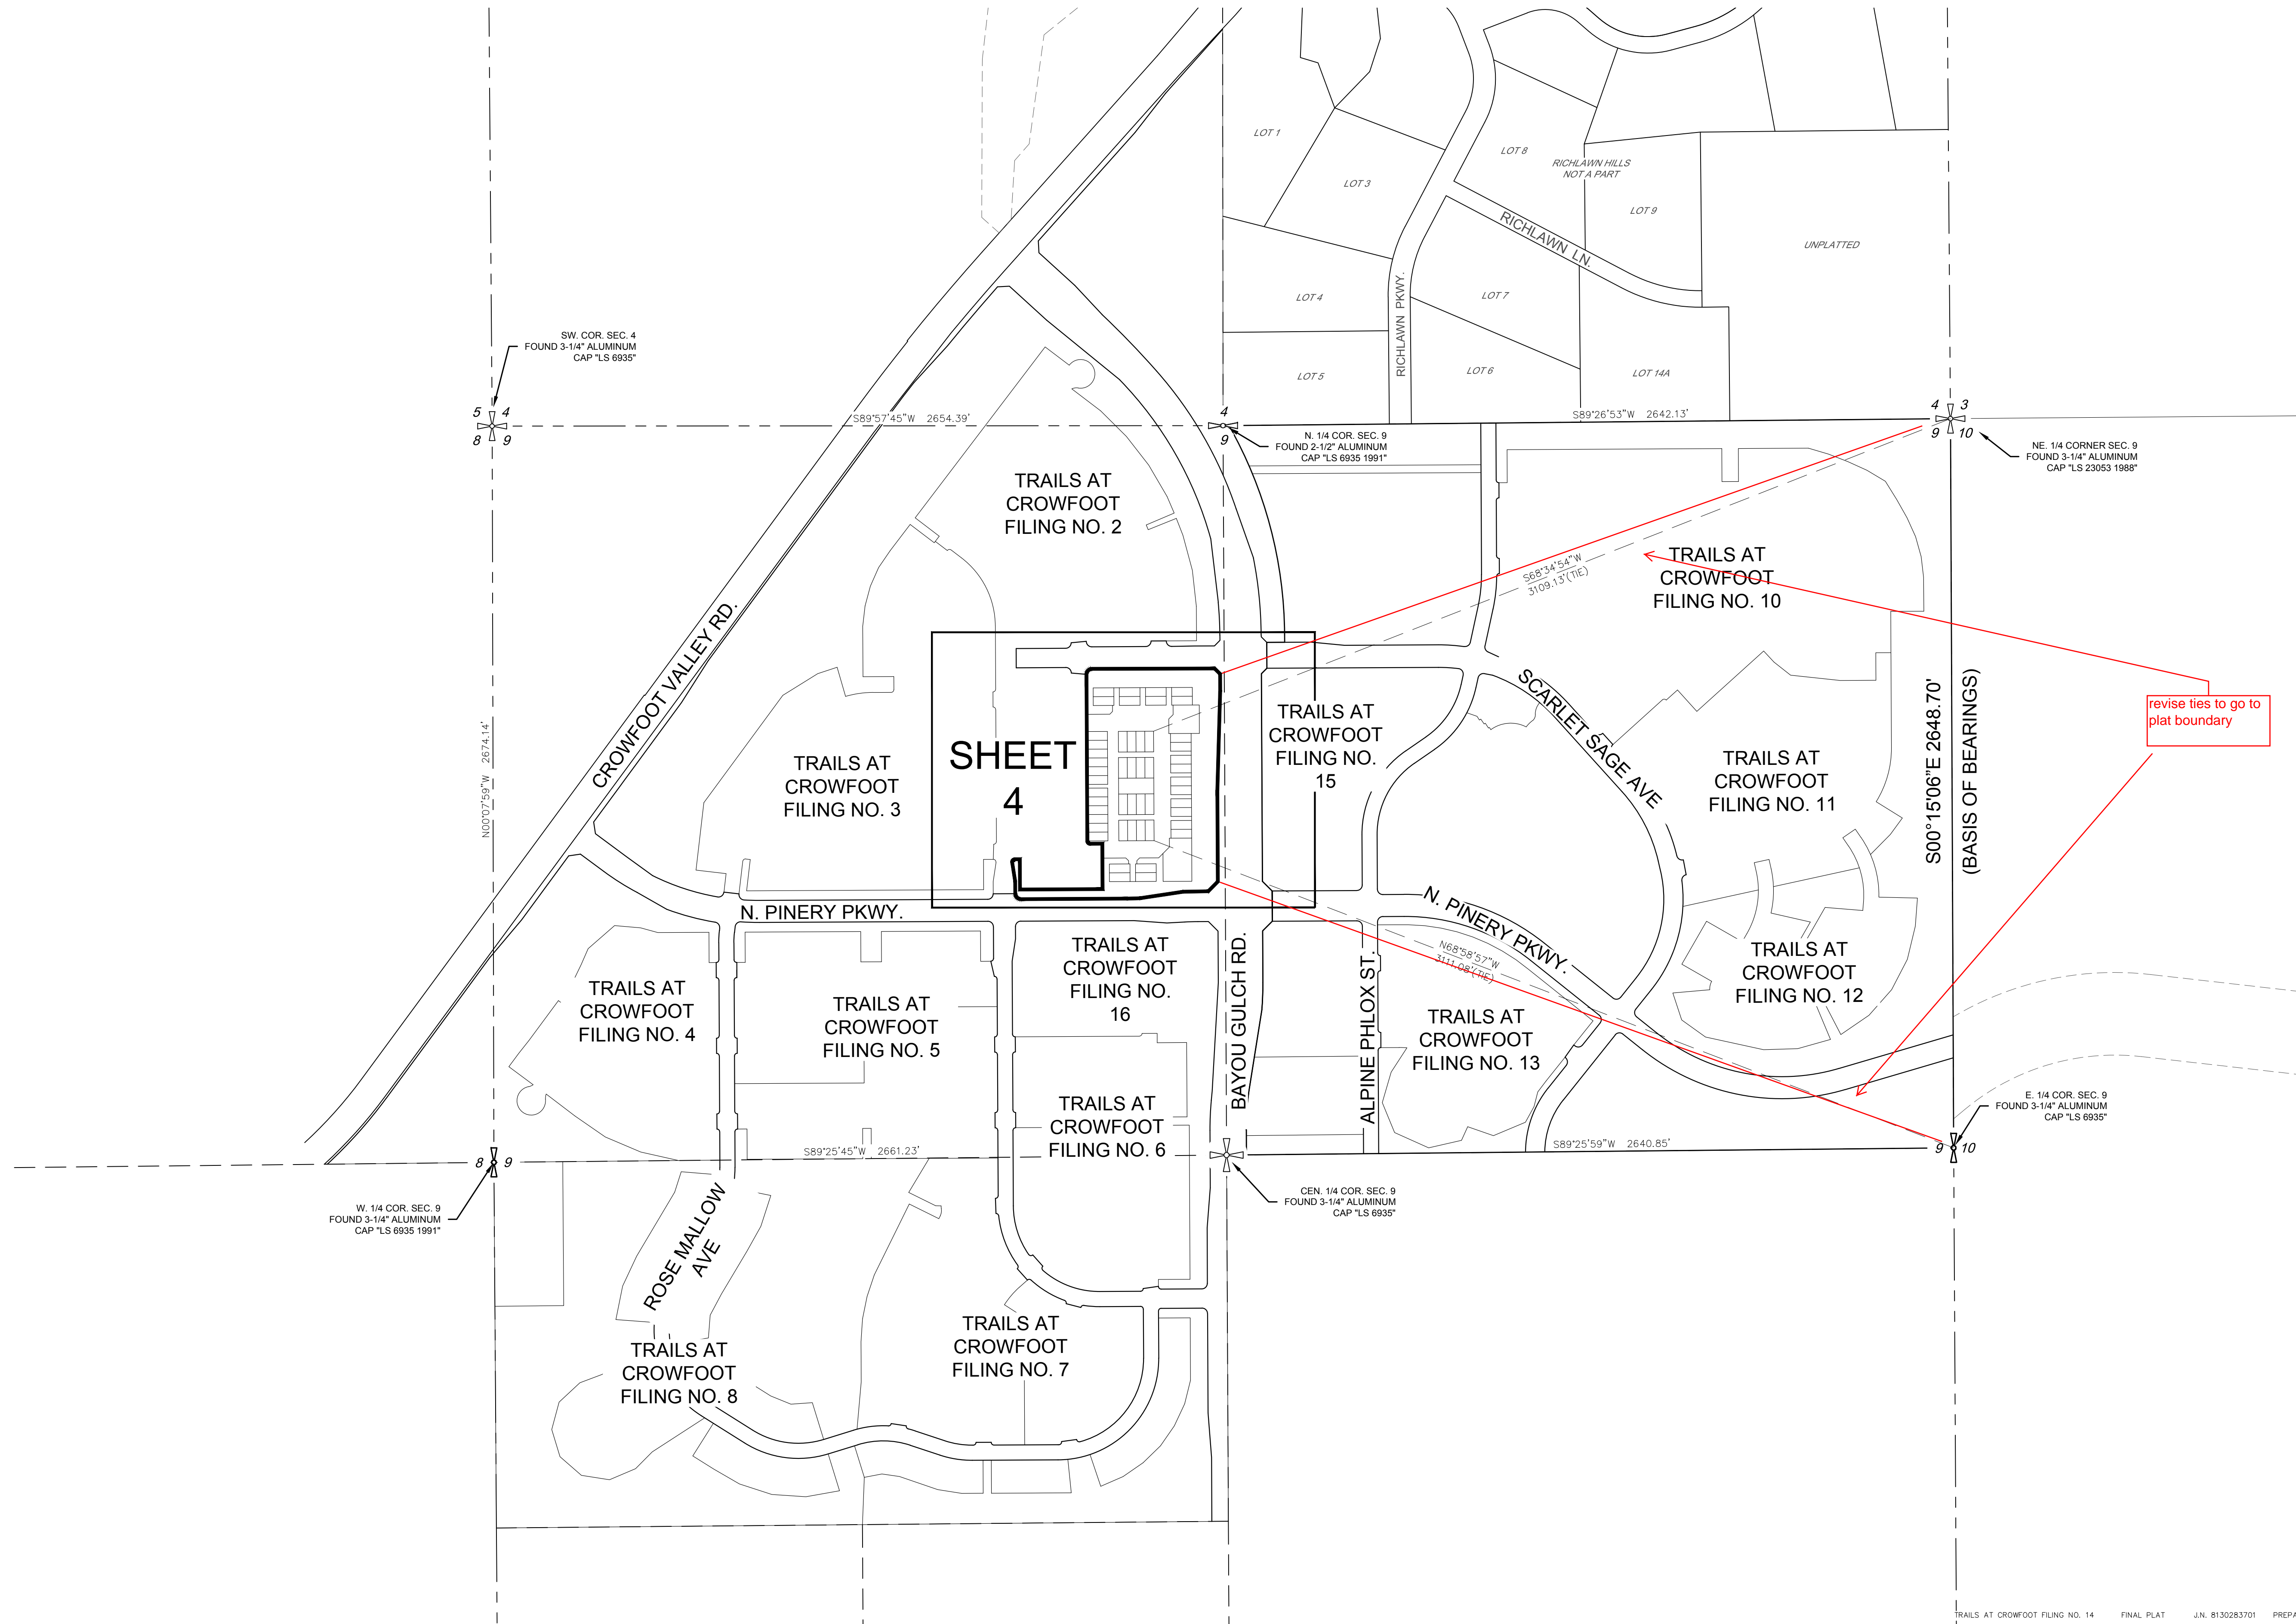 LOT 1
LOT 8
RICHLAWN HILLS
NOT A PART
LOT 3
LOT 9
RICHLAWN LN.
UNPLATTED
LOT 4
LOT 7
RICHLAWN PKWY.
LOT 5
LOT 6
LOT 14A
SW. COR. SEC. 4
FOUND 3-1/4" ALUMINUM
CAP "LS 6935"
5 4
8 9
S89°57'45"W 2654.39'
4
9
S89°26'53"W 2642.13'
4 3
9 10
N. 1/4 COR. SEC. 9
FOUND 2-1/2" ALUMINUM
CAP "LS 6935 1991"
NE. 1/4 CORNER SEC. 9
FOUND 3-1/4" ALUMINUM
CAP "LS 23053 1988"
TRAILS AT
CROWFOOT
FILING NO. 2
S68°34'54"W
3109.13'(TIE)
TRAILS AT
CROWFOOT
FILING NO. 10
CROWFOOT VALLEY RD.
N00°07'59"W 2674.14'
TRAILS AT
CROWFOOT
FILING NO. 3
SHEET
4
TRAILS AT
CROWFOOT
FILING NO.
15
SCARLET SAGE AVE
TRAILS AT
CROWFOOT
FILING NO. 11
S00°15'06"E 2648.70'
(BASIS OF BEARINGS)
revise ties to go to
plat boundary
N. PINERY PKWY.
N. PINERY PKWY.
TRAILS AT
CROWFOOT
FILING NO. 4
TRAILS AT
CROWFOOT
FILING NO. 5
TRAILS AT
CROWFOOT
FILING NO.
16
BAYOU GULCH RD.
ALPINE PHLOX ST.
N68°58'57"W
3111.08'(TIE)
TRAILS AT
CROWFOOT
FILING NO. 12
TRAILS AT
CROWFOOT
FILING NO. 13
TRAILS AT
CROWFOOT
FILING NO. 6
E. 1/4 COR. SEC. 9
FOUND 3-1/4" ALUMINUM
CAP "LS 6935"
8 9
S89°25'45"W 2661.23'
S89°25'59"W 2640.85'
9 10
W. 1/4 COR. SEC. 9
FOUND 3-1/4" ALUMINUM
CAP "LS 6935 1991"
CEN. 1/4 COR. SEC. 9
FOUND 3-1/4" ALUMINUM
CAP "LS 6935"
ROSE MALLOW
AVE
TRAILS AT
CROWFOOT
FILING NO. 7
TRAILS AT
CROWFOOT
FILING NO. 8
TRAILS AT CROWFOOT FILING NO. 14 FINAL PLAT J.N. 8130283701 PREPA